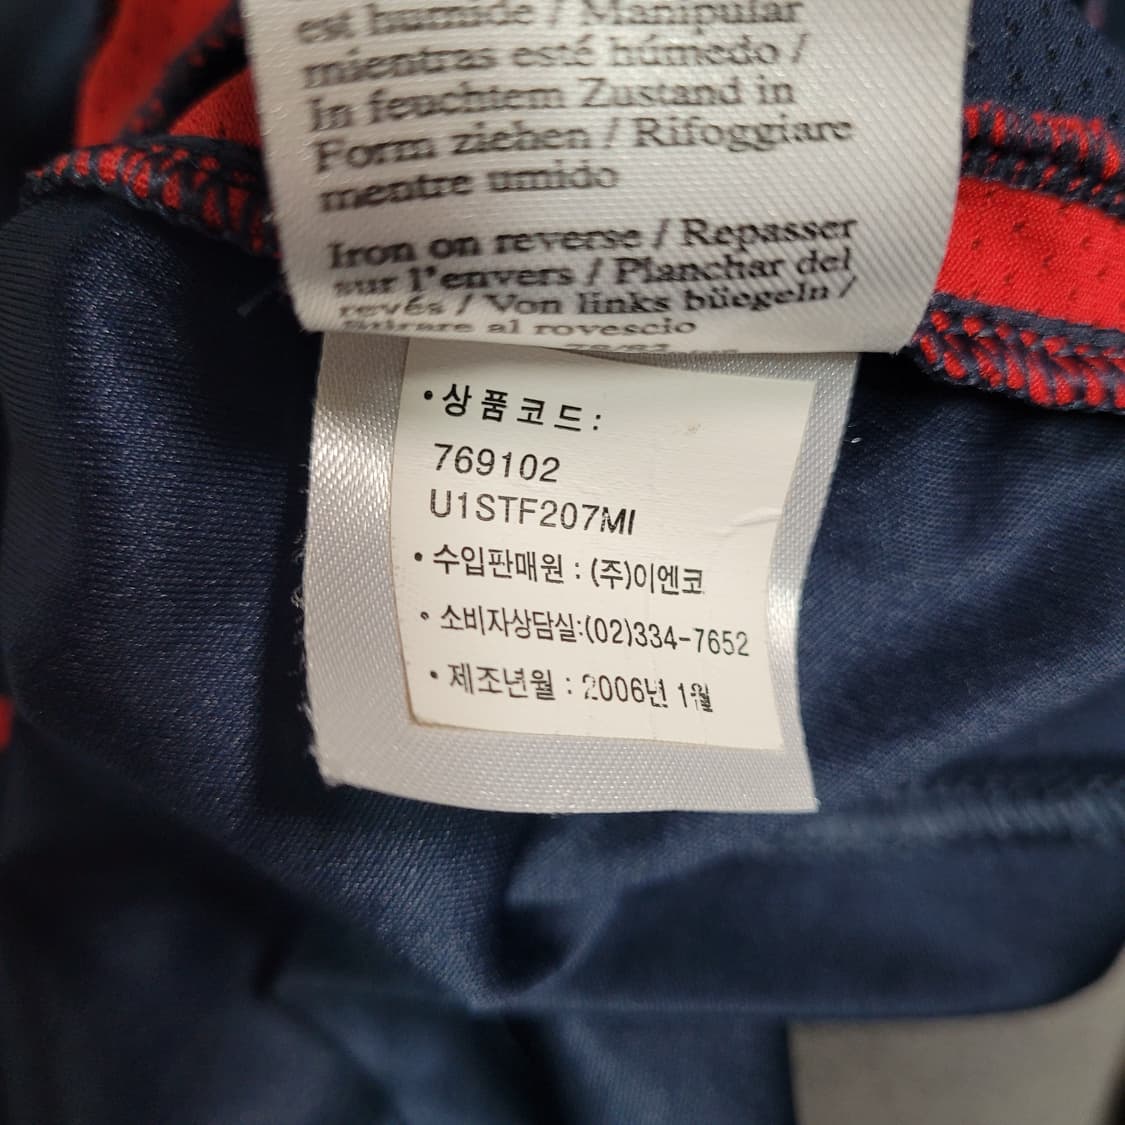 est humide / Manipular
mientras esté húmedo /
In feuchtem Zustand in
Form ziehen / Rifoggiare
mentre umido
Iron on reverse / Repasser
sur l'envers / Planchar del
revés / Von links büegeln /
Stirare al rovescio
• 상품코드 :
769102
U1STF207MI
• 수입판매원 : (주)이엔코
• 소비자상담실:(02)334-7652
• 제조년월 : 2006년 1월